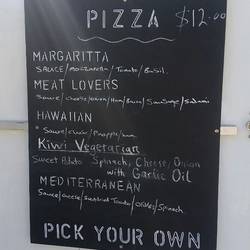 PIZZA $12.00
MARGARITTA
SAUCE/MOZZARELLA/Tomato/Basil.
MEAT LOVERS
Sauce/cheese/onion/Ham/Bacon/Sausage/Salami
HAWAIIAN
Sauce/cheese/Pineapple/Ham
Kiwi Vegetarian
Sweet Potato Spinach, Cheese, Onion
with Garlic Oil
MEDITERRANEAN
Sauce/cheese/Sundried Tomato/Olives/Spinach
PICK YOUR OWN